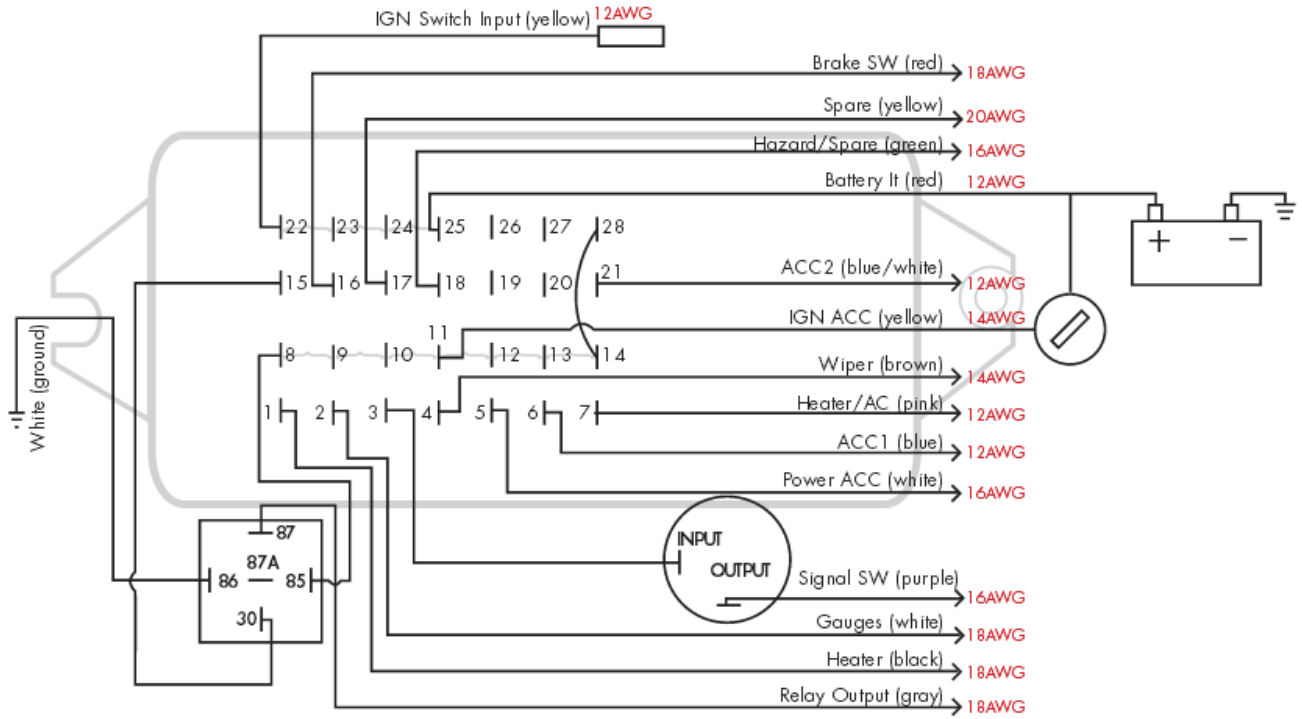 IGN Switch Input (yellow) 12AWG
Brake SW (red) 18AWG
Spare (yellow) 20AWG
Hazard/Spare (green) 16AWG
Battery It (red) 12AWG
22 23 24 25 26 27 28
+ −
15 16 17 18 19 20 21
ACC2 (blue/white) 12AWG
IGN ACC (yellow) 14AWG
8 9 10 11 12 13 14
White (ground)
Wiper (brown) 14AWG
1 2 3 4 5 6 7
Heater/AC (pink) 12AWG
ACC1 (blue) 12AWG
Power ACC (white) 16AWG
87
87A
86 85
30
INPUT
OUTPUT
Signal SW (purple) 16AWG
Gauges (white) 18AWG
Heater (black) 18AWG
Relay Output (gray) 18AWG